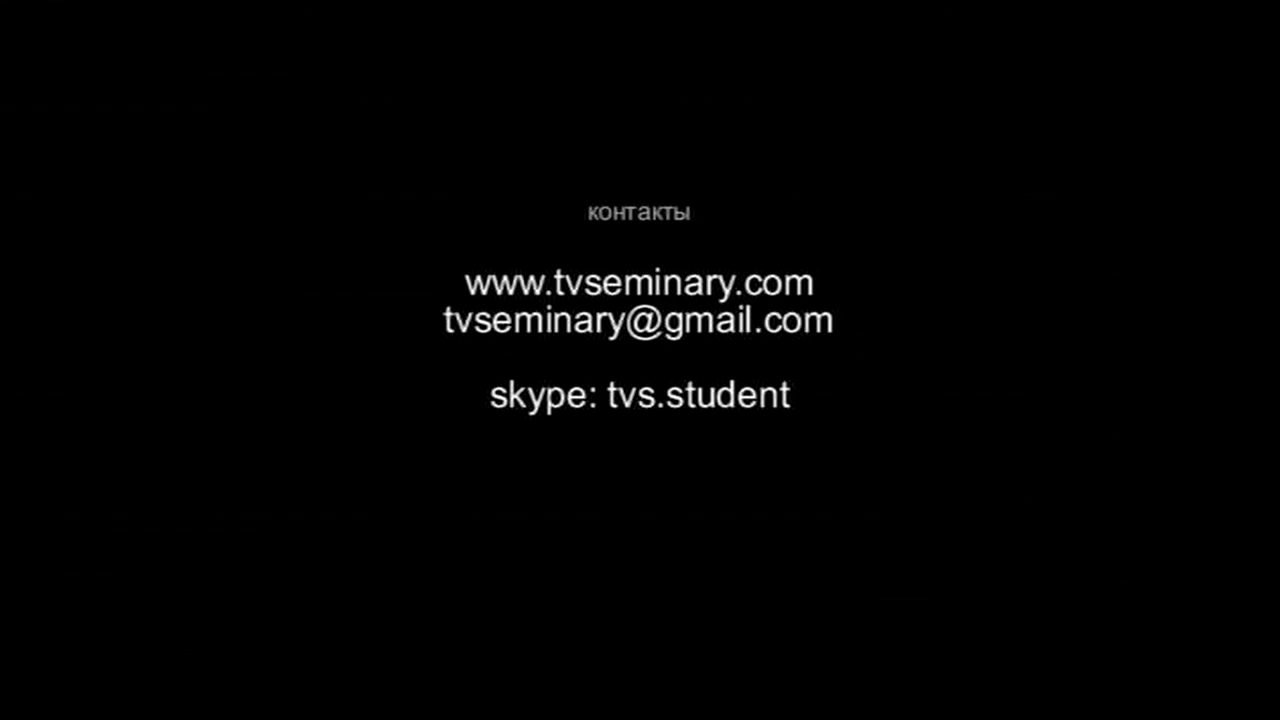 контакты
www.tvseminary.com
tvseminary@gmail.com
skype: tvs.student